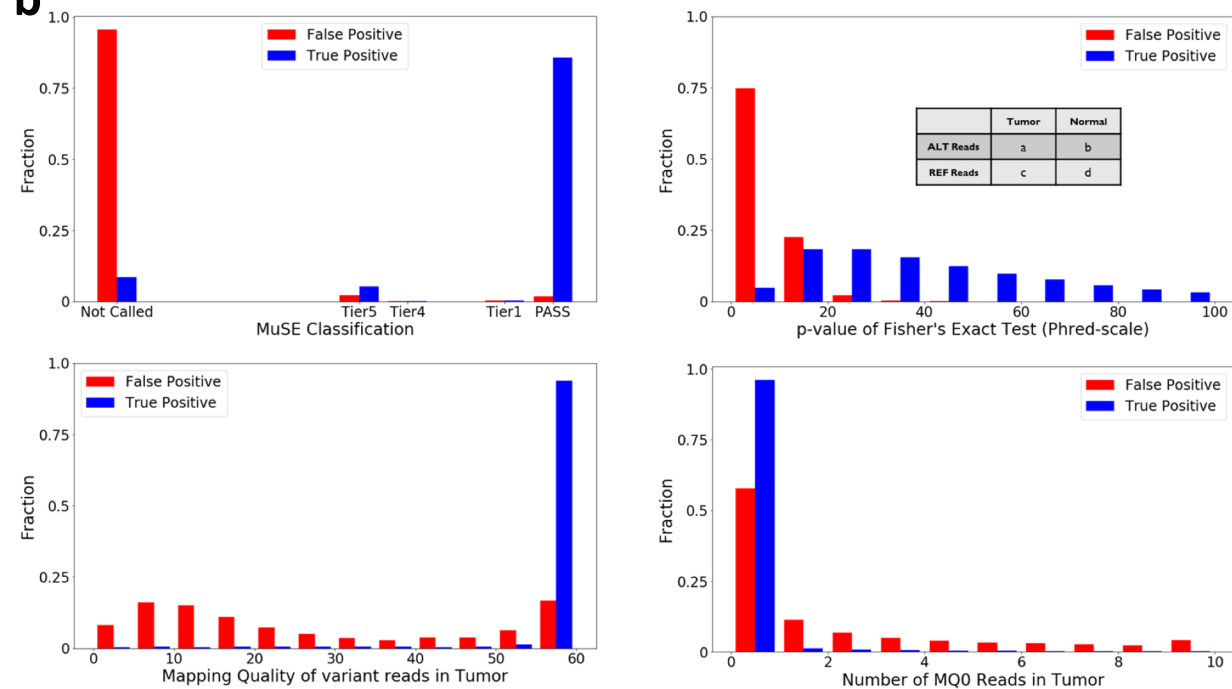 b
1.0
0.75
0.5
0.25
0
Fraction
False Positive
True Positive
Not Called Tier5 Tier4 Tier1 PASS
MuSE Classification
1.0
0.75
0.5
0.25
0
Fraction
False Positive
True Positive
Tumor Normal
ALT Reads a b
REF Reads c d
0 20 40 60 80 100
p-value of Fisher's Exact Test (Phred-scale)
1.0
0.75
0.5
0.25
0
Fraction
False Positive
True Positive
0 10 20 30 40 50 60
Mapping Quality of variant reads in Tumor
1.0
0.75
0.5
0.25
0
Fraction
False Positive
True Positive
0 2 4 6 8 10
Number of MQ0 Reads in Tumor